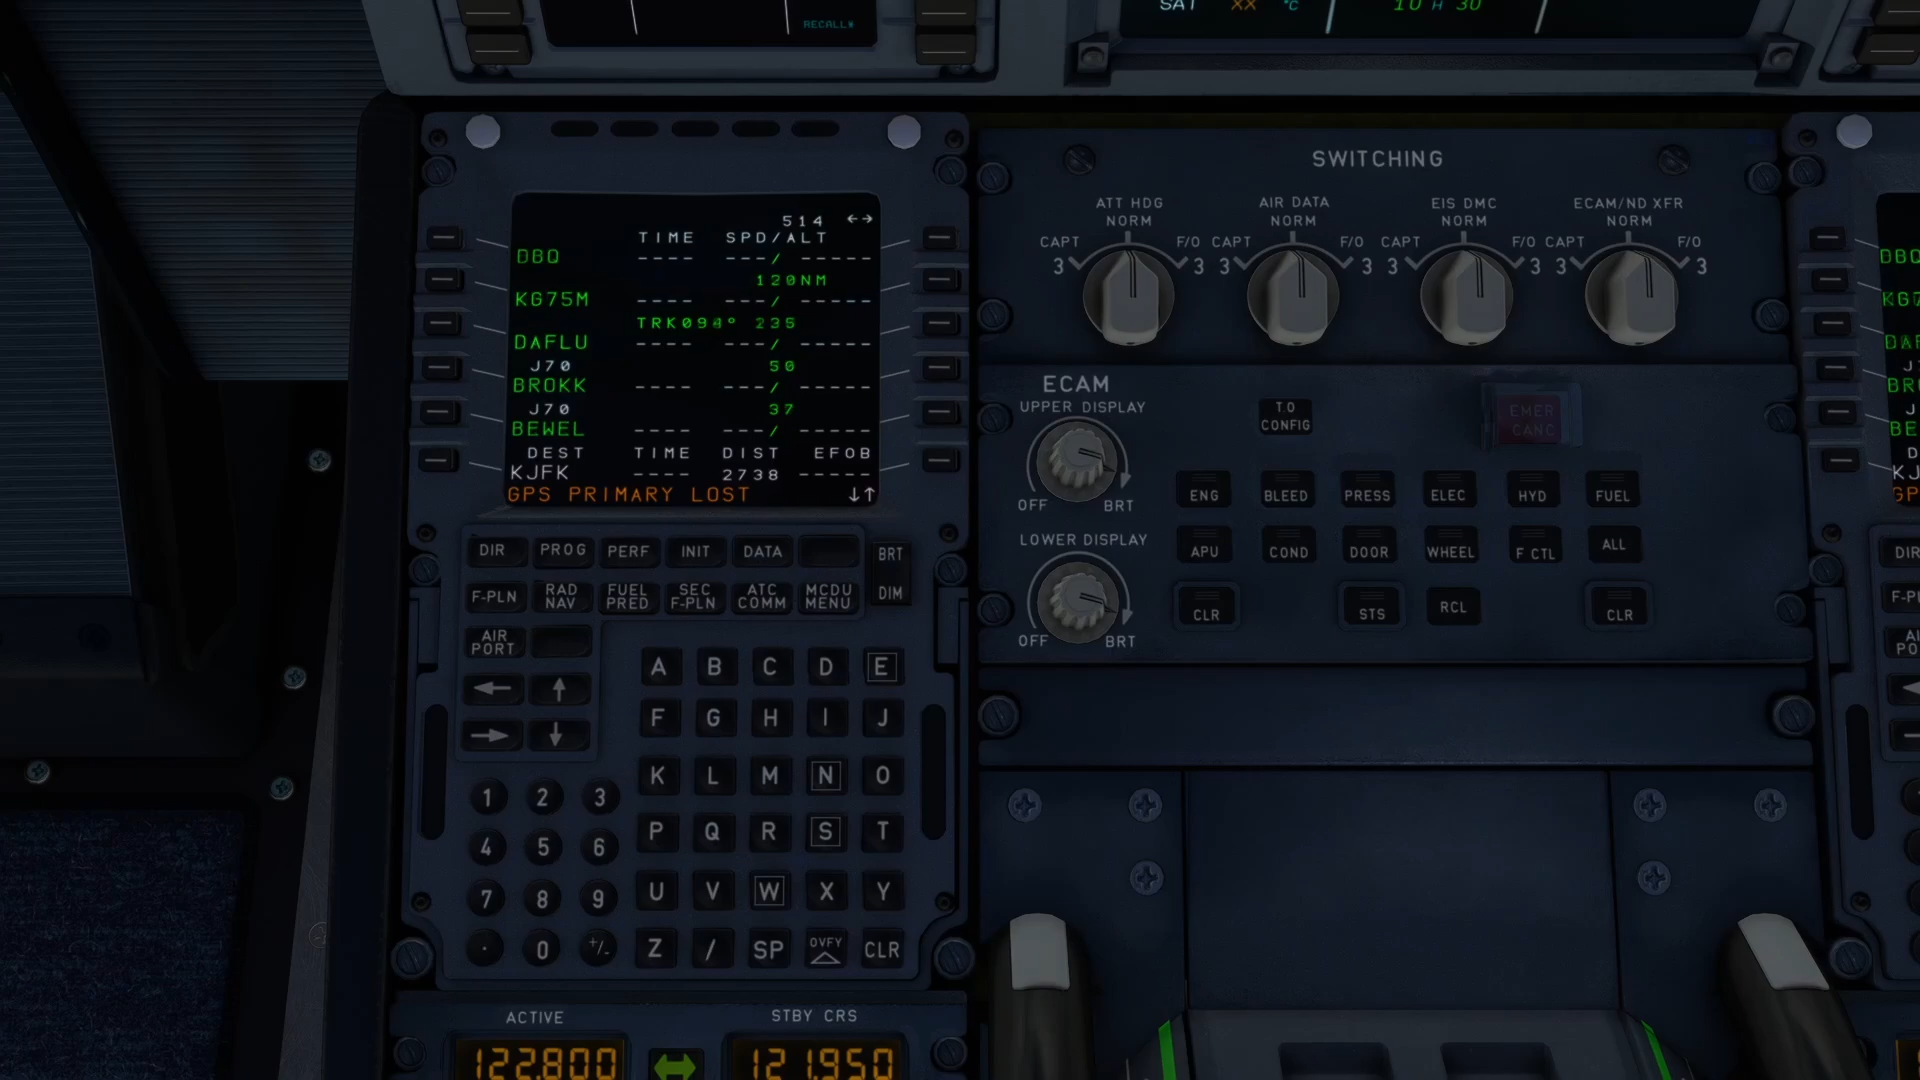 RECALL*
SAT XX °C
10 H 30
514 ←→
TIME SPD/ALT
DBQ ---- ---/ -----
120NM
KG75M ---- ---/ -----
TRK094° 235
DAFLU ---- ---/ -----
J70 50
BROKK ---- ---/ -----
J70 37
BEWEL ---- ---/ -----
DEST TIME DIST EFOB
KJFK ---- 2738 ----
GPS PRIMARY LOST ↓↑
DIR PROG PERF INIT DATA
BRT
DIM
F-PLN RAD NAV FUEL PRED SEC F-PLN ATC COMM MCDU MENU
AIR PORT
← ↑
→ ↓
A B C D E
F G H I J
K L M N O
P Q R S T
U V W X Y
Z / SP OVFY CLR
1 2 3
4 5 6
7 8 9
. 0 +/-
ACTIVE STBY CRS
122.800 121.950
SWITCHING
ATT HDG AIR DATA EIS DMC ECAM/ND XFR
NORM NORM NORM NORM
CAPT F/O CAPT F/O CAPT F/O CAPT F/O
3 3 3 3 3 3 3 3
ECAM
UPPER DISPLAY
OFF BRT
LOWER DISPLAY
OFF BRT
T.O CONFIG
EMER CANC
ENG BLEED PRESS ELEC HYD FUEL
APU COND DOOR WHEEL F CTL ALL
CLR STS RCL CLR
DBQ